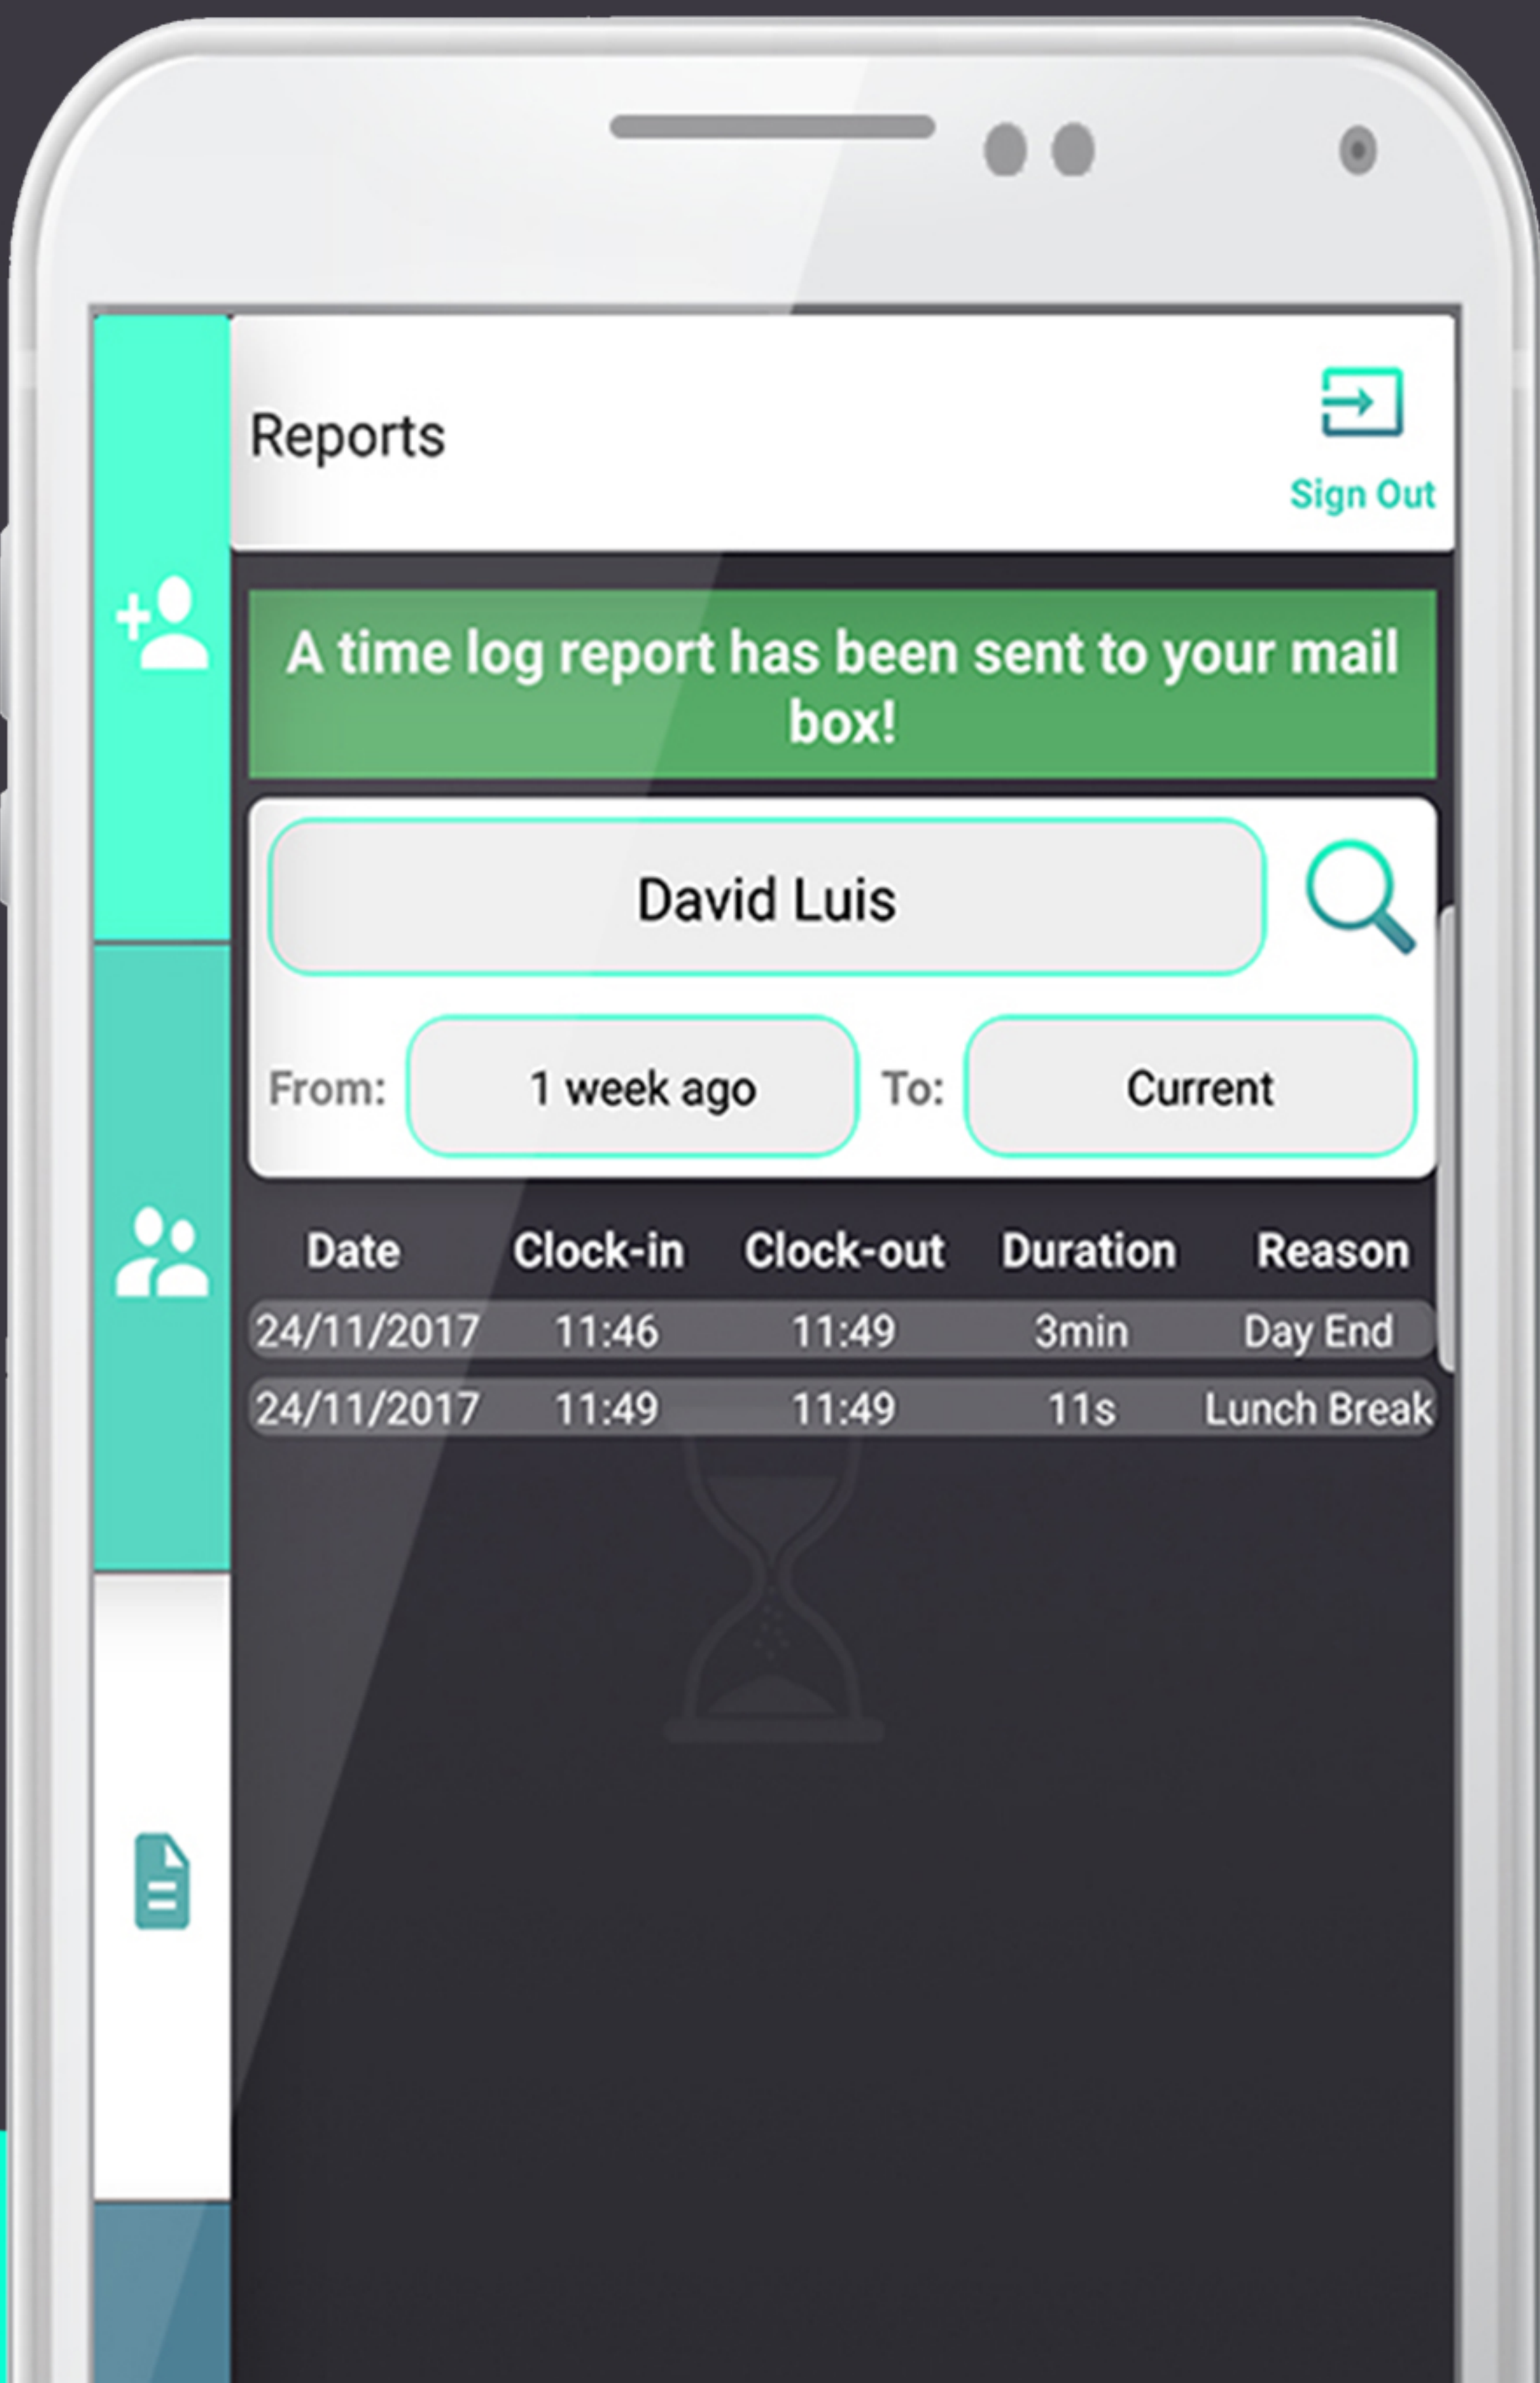 Reports
Sign Out
A time log report has been sent to your mail
box!
David Luis
From: 1 week ago To: Current
Date Clock-in Clock-out Duration Reason
24/11/2017 11:46 11:49 3min Day End
24/11/2017 11:49 11:49 11s Lunch Break